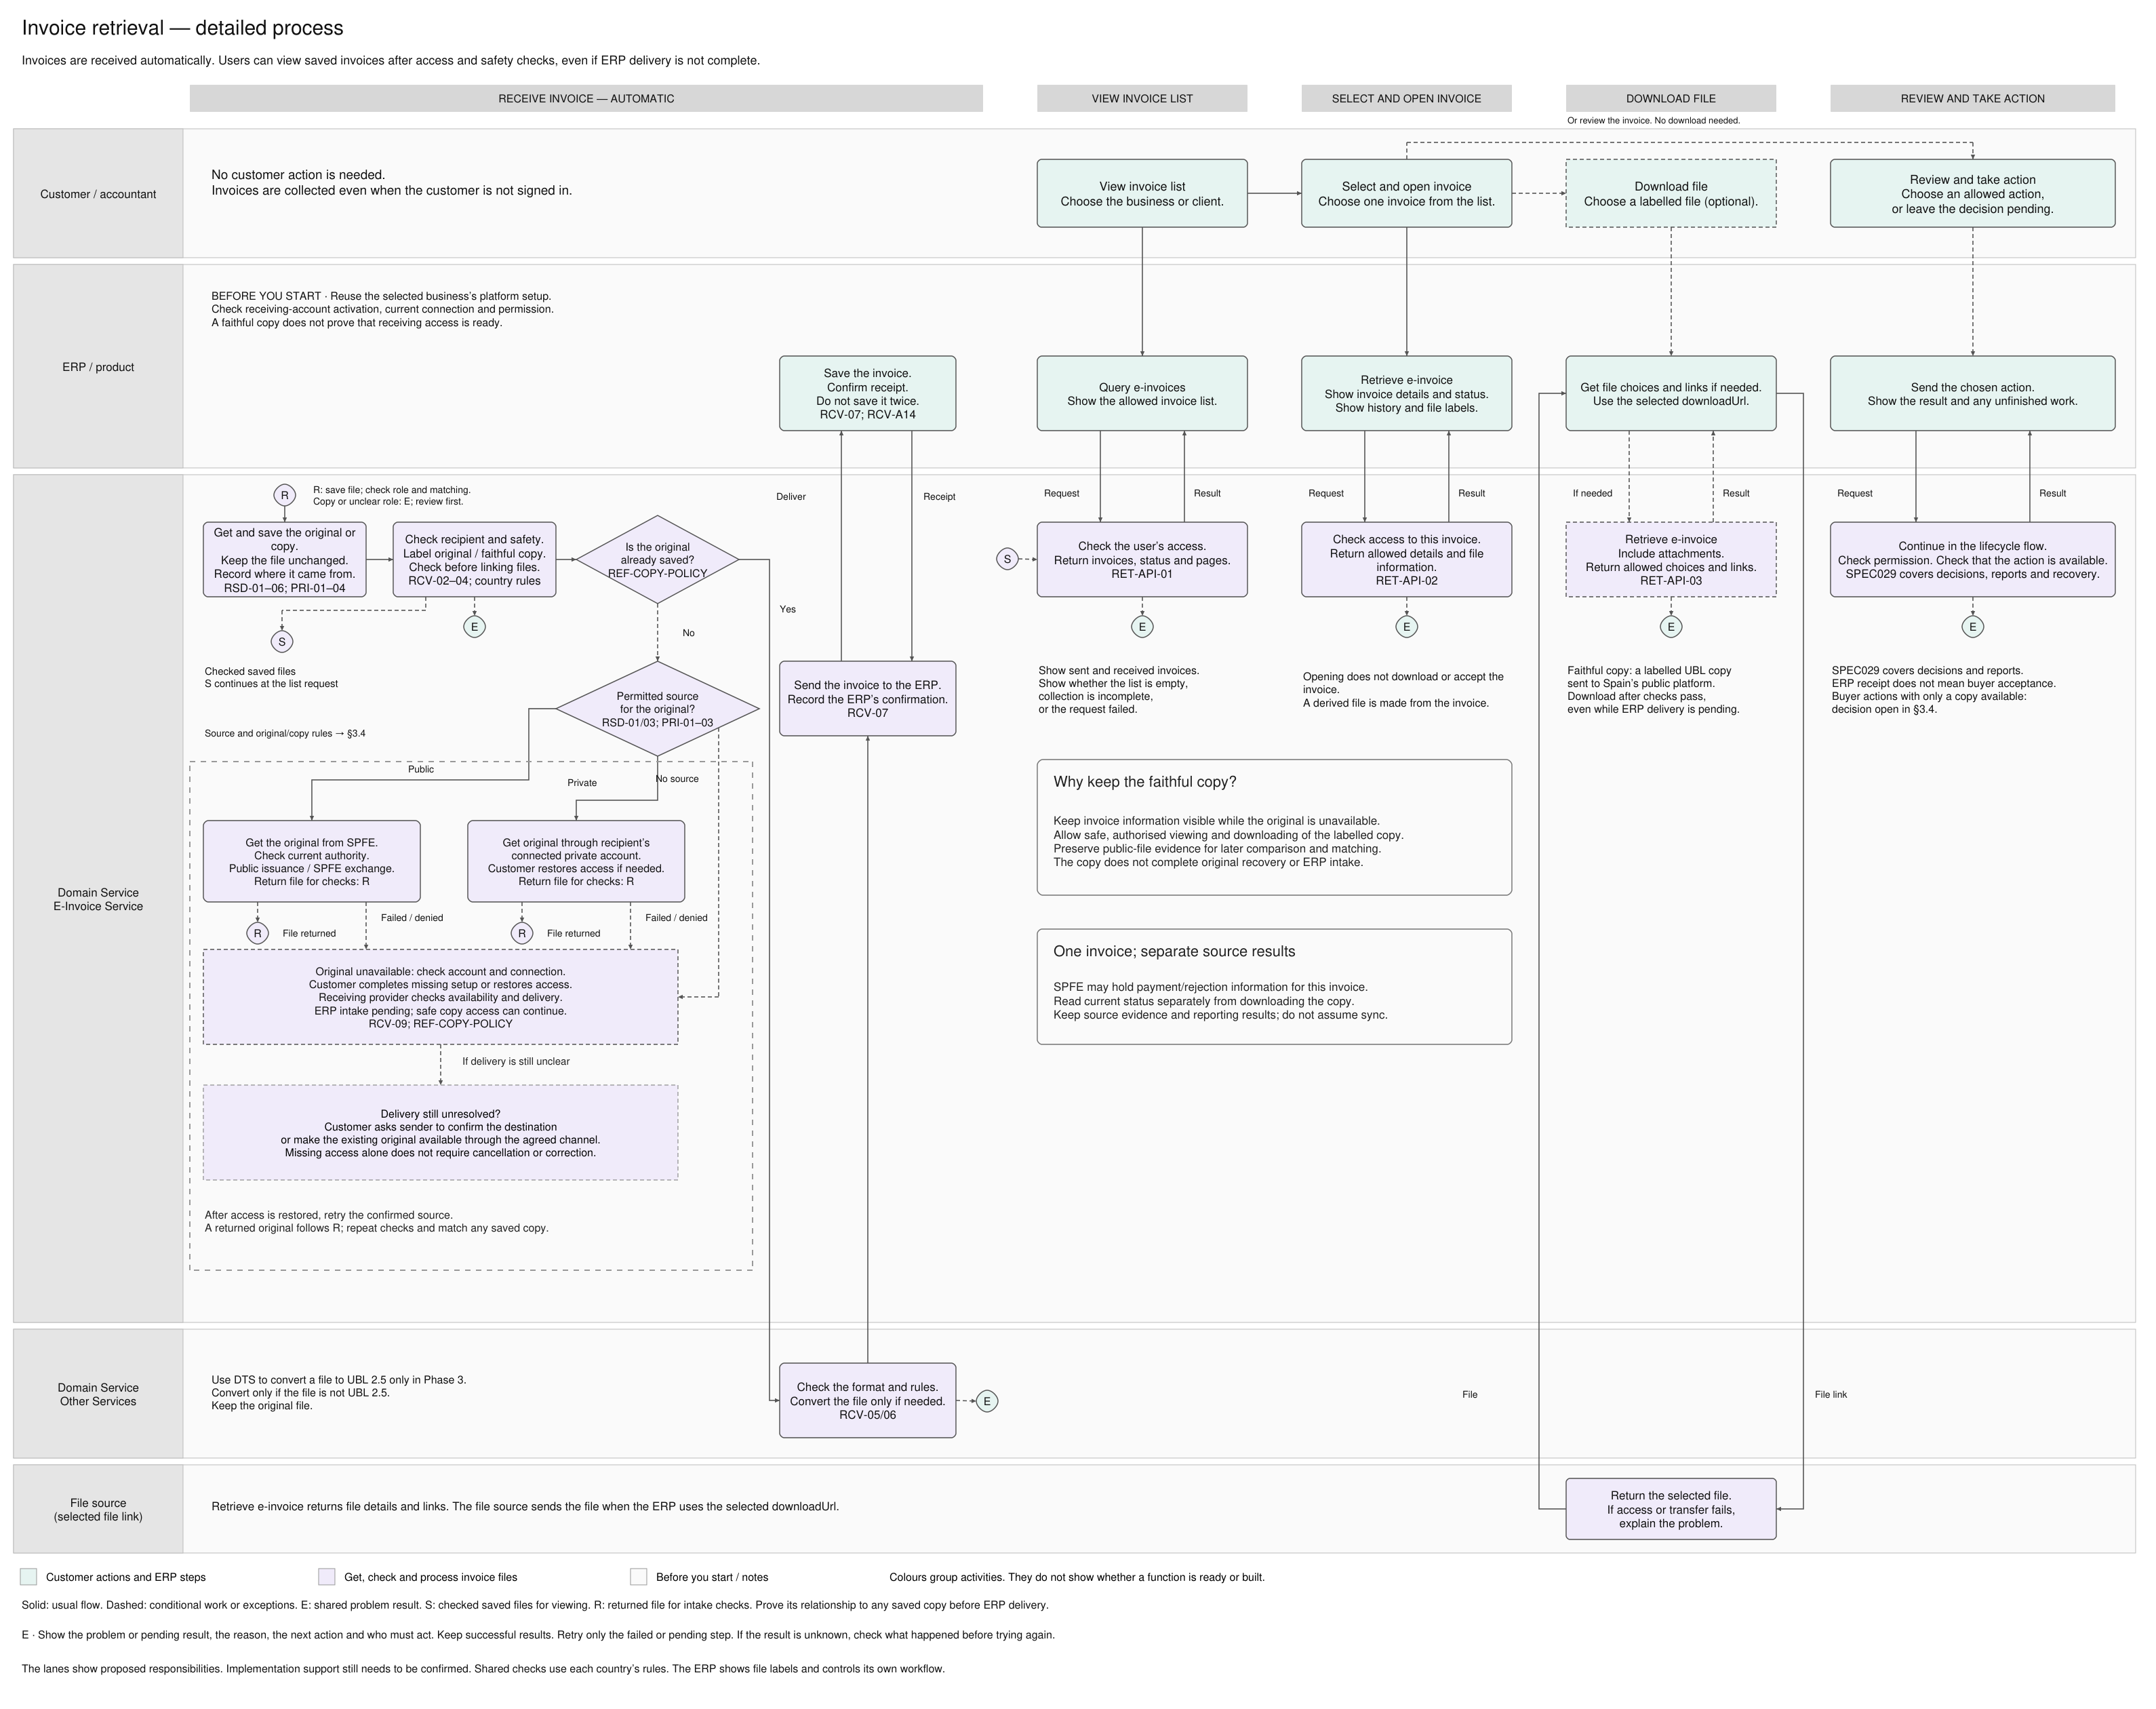 Invoice retrieval — detailed process
Invoices are received automatically. Users can view saved invoices after access and safety checks, even if ERP delivery is not complete.
RECEIVE INVOICE — AUTOMATIC
VIEW INVOICE LIST
SELECT AND OPEN INVOICE
DOWNLOAD FILE
REVIEW AND TAKE ACTION
Or review the invoice. No download needed.
Customer / accountant
No customer action is needed.
Invoices are collected even when the customer is not signed in.
View invoice list
Choose the business or client.
Select and open invoice
Choose one invoice from the list.
Download file
Choose a labelled file (optional).
Review and take action
Choose an allowed action,
or leave the decision pending.
ERP / product
BEFORE YOU START · Reuse the selected business's platform setup.
Check receiving-account activation, current connection and permission.
A faithful copy does not prove that receiving access is ready.
Save the invoice.
Confirm receipt.
Do not save it twice.
RCV-07; RCV-A14
Query e-invoices
Show the allowed invoice list.
Retrieve e-invoice
Show invoice details and status.
Show history and file labels.
Get file choices and links if needed.
Use the selected downloadUrl.
Send the chosen action.
Show the result and any unfinished work.
Domain Service
E-Invoice Service
R
R: save file; check role and matching.
Copy or unclear role: E; review first.
Deliver
Receipt
Request
Result
Request
Result
If needed
Result
Request
Result
Get and save the original or
copy.
Keep the file unchanged.
Record where it came from.
RSD-01–06; PRI-01–04
Check recipient and safety.
Label original / faithful copy.
Check before linking files.
RCV-02–04; country rules
Is the original
already saved?
REF-COPY-POLICY
S
Check the user's access.
Return invoices, status and pages.
RET-API-01
Check access to this invoice.
Return allowed details and file
information.
RET-API-02
Retrieve e-invoice
Include attachments.
Return allowed choices and links.
RET-API-03
Continue in the lifecycle flow.
Check permission. Check that the action is available.
SPEC029 covers decisions, reports and recovery.
S
E
Yes
No
E
E
E
E
Checked saved files
S continues at the list request
Permitted source
for the original?
RSD-01/03; PRI-01–03
Send the invoice to the ERP.
Record the ERP's confirmation.
RCV-07
Show sent and received invoices.
Show whether the list is empty,
collection is incomplete,
or the request failed.
Opening does not download or accept the
invoice.
A derived file is made from the invoice.
Faithful copy: a labelled UBL copy
sent to Spain's public platform.
Download after checks pass,
even while ERP delivery is pending.
SPEC029 covers decisions and reports.
ERP receipt does not mean buyer acceptance.
Buyer actions with only a copy available:
decision open in §3.4.
Source and original/copy rules → §3.4
Public
Private
No source
Get the original from SPFE.
Check current authority.
Public issuance / SPFE exchange.
Return file for checks: R
Get original through recipient's
connected private account.
Customer restores access if needed.
Return file for checks: R
R
File returned
Failed / denied
R
File returned
Failed / denied
Original unavailable: check account and connection.
Customer completes missing setup or restores access.
Receiving provider checks availability and delivery.
ERP intake pending; safe copy access can continue.
RCV-09; REF-COPY-POLICY
If delivery is still unclear
Delivery still unresolved?
Customer asks sender to confirm the destination
or make the existing original available through the agreed channel.
Missing access alone does not require cancellation or correction.
After access is restored, retry the confirmed source.
A returned original follows R; repeat checks and match any saved copy.
Why keep the faithful copy?
Keep invoice information visible while the original is unavailable.
Allow safe, authorised viewing and downloading of the labelled copy.
Preserve public-file evidence for later comparison and matching.
The copy does not complete original recovery or ERP intake.
One invoice; separate source results
SPFE may hold payment/rejection information for this invoice.
Read current status separately from downloading the copy.
Keep source evidence and reporting results; do not assume sync.
Domain Service
Other Services
Use DTS to convert a file to UBL 2.5 only in Phase 3.
Convert only if the file is not UBL 2.5.
Keep the original file.
Check the format and rules.
Convert the file only if needed.
RCV-05/06
E
File
File link
File source
(selected file link)
Retrieve e-invoice returns file details and links. The file source sends the file when the ERP uses the selected downloadUrl.
Return the selected file.
If access or transfer fails,
explain the problem.
Customer actions and ERP steps
Get, check and process invoice files
Before you start / notes
Colours group activities. They do not show whether a function is ready or built.
Solid: usual flow. Dashed: conditional work or exceptions. E: shared problem result. S: checked saved files for viewing. R: returned file for intake checks. Prove its relationship to any saved copy before ERP delivery.
E · Show the problem or pending result, the reason, the next action and who must act. Keep successful results. Retry only the failed or pending step. If the result is unknown, check what happened before trying again.
The lanes show proposed responsibilities. Implementation support still needs to be confirmed. Shared checks use each country's rules. The ERP shows file labels and controls its own workflow.